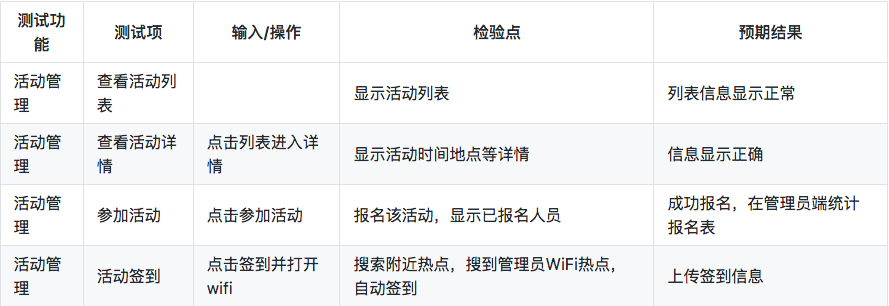 测试功能 测试项 输入/操作 检验点 预期结果
活动管理 查看活动列表 显示活动列表 列表信息显示正常
活动管理 查看活动详情 点击列表进入详情 显示活动时间地点等详情 信息显示正确
活动管理 参加活动 点击参加活动 报名该活动，显示已报名人员 成功报名，在管理员端统计报名表
活动管理 活动签到 点击签到并打开wifi 搜索附近热点，搜到管理员WiFi热点，自动签到 上传签到信息